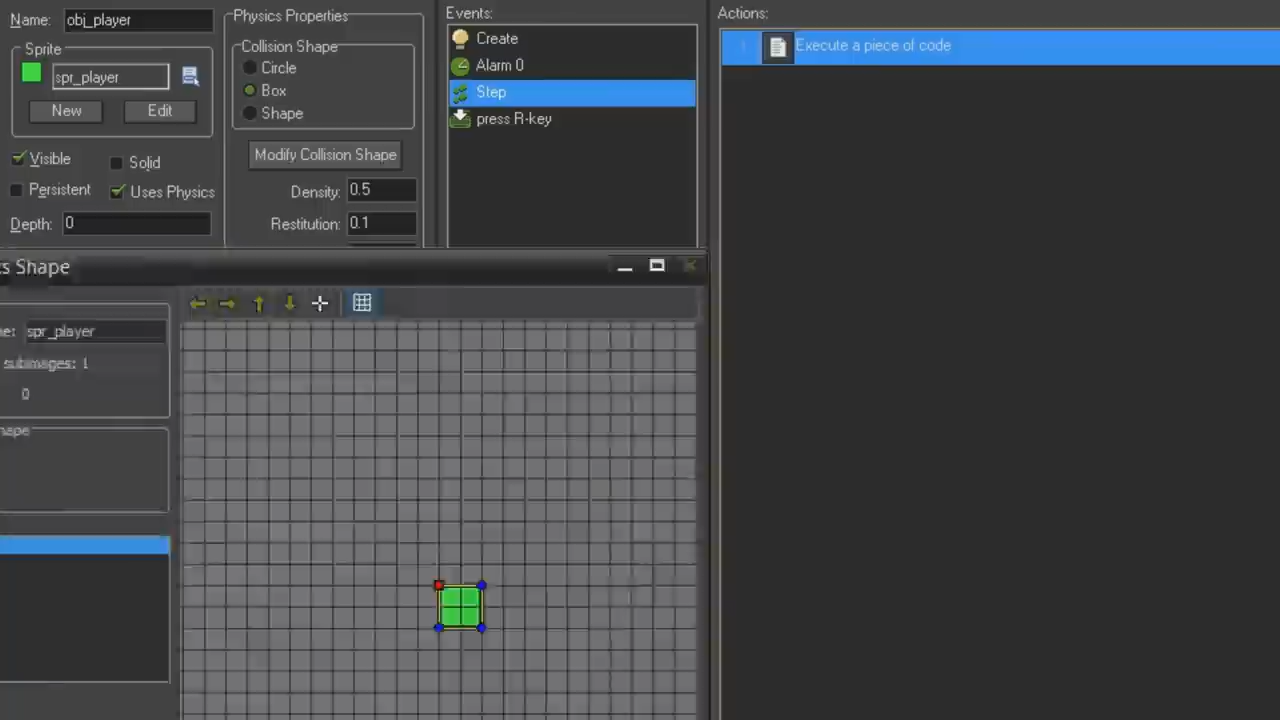 Name: obj_player
Sprite
spr_player
New Edit
Visible Solid
Persistent Uses Physics
Depth: 0
Physics Properties
Collision Shape
Circle
Box
Shape
Modify Collision Shape
Density: 0.5
Restitution: 0.1
Events:
Create
Alarm 0
Step
press R-key
Actions:
Execute a piece of code
s Shape
ne: spr_player
subimages: 1
0
hape